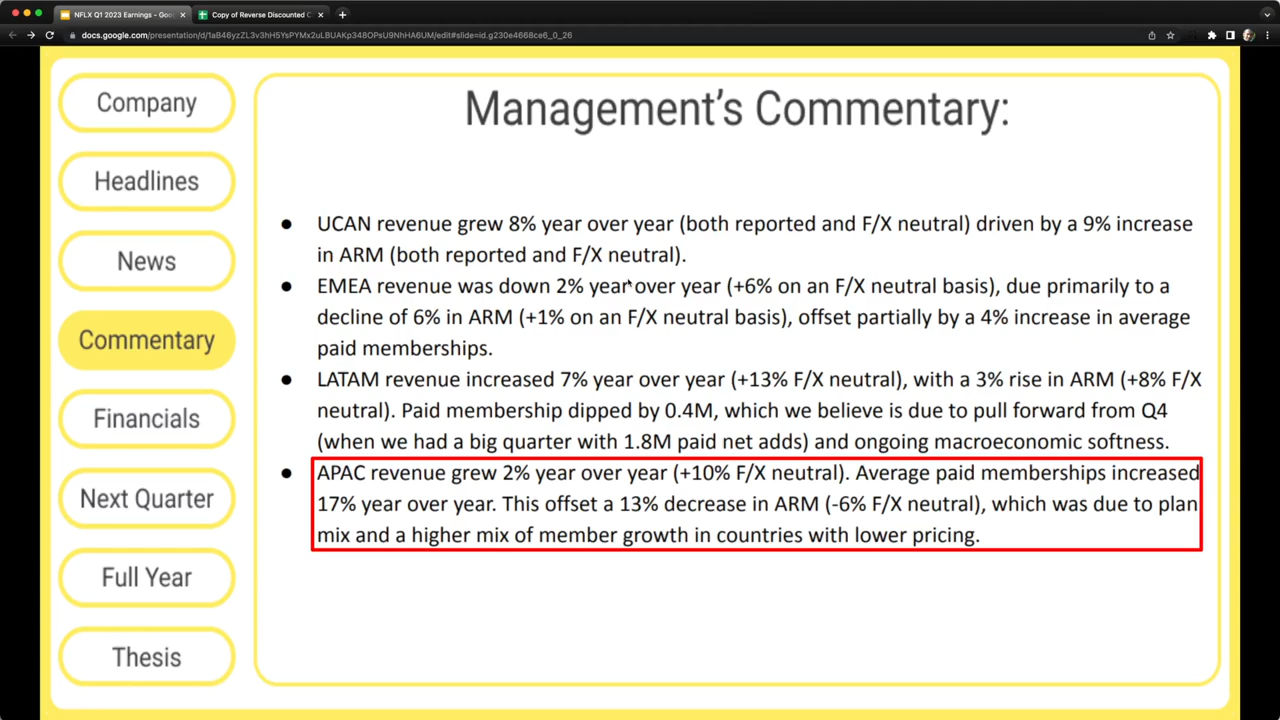 NFLX Q1 2023 Earnings - Goo
Copy of Reverse Discounted C
docs.google.com/presentation/d/1aB46yzZL3v3hH5YsPYMx2uLBUAKp348OPsU9NhHA6UM/edit#slide=id.g230e4668ce6_0_26
Company
Headlines
News
Commentary
Financials
Next Quarter
Full Year
Thesis
Management's Commentary:
● UCAN revenue grew 8% year over year (both reported and F/X neutral) driven by a 9% increase
in ARM (both reported and F/X neutral).
● EMEA revenue was down 2% year over year (+6% on an F/X neutral basis), due primarily to a
decline of 6% in ARM (+1% on an F/X neutral basis), offset partially by a 4% increase in average
paid memberships.
● LATAM revenue increased 7% year over year (+13% F/X neutral), with a 3% rise in ARM (+8% F/X
neutral). Paid membership dipped by 0.4M, which we believe is due to pull forward from Q4
(when we had a big quarter with 1.8M paid net adds) and ongoing macroeconomic softness.
● APAC revenue grew 2% year over year (+10% F/X neutral). Average paid memberships increased
17% year over year. This offset a 13% decrease in ARM (-6% F/X neutral), which was due to plan
mix and a higher mix of member growth in countries with lower pricing.